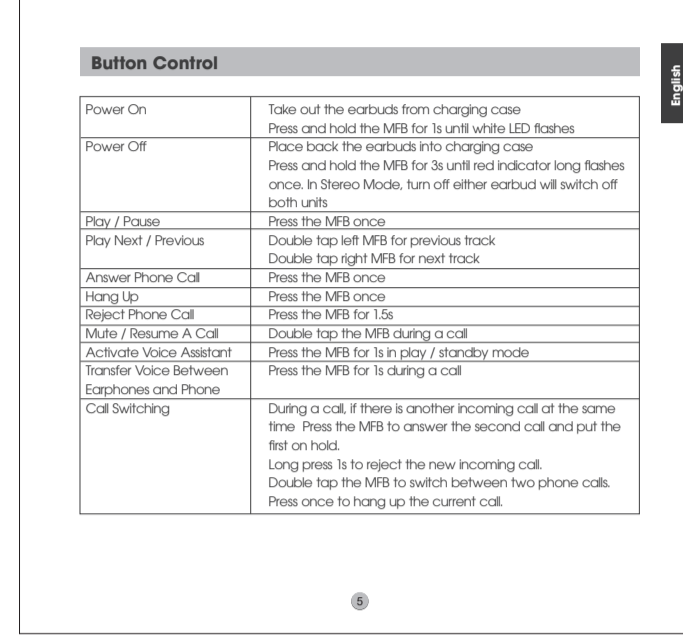 Button Control
English
Power On Take out the earbuds from charging case
Press and hold the MFB for 1s until white LED flashes
Power Off Place back the earbuds into charging case
Press and hold the MFB for 3s until red indicator long flashes
once. In Stereo Mode, turn off either earbud will switch off
both units
Play / Pause Press the MFB once
Play Next / Previous Double tap left MFB for previous track
Double tap right MFB for next track
Answer Phone Call Press the MFB once
Hang Up Press the MFB once
Reject Phone Call Press the MFB for 1.5s
Mute / Resume A Call Double tap the MFB during a call
Activate Voice Assistant Press the MFB for 1s in play / standby mode
Transfer Voice Between Press the MFB for 1s during a call
Earphones and Phone
Call Switching During a call, if there is another incoming call at the same
time Press the MFB to answer the second call and put the
first on hold.
Long press 1s to reject the new incoming call.
Double tap the MFB to switch between two phone calls.
Press once to hang up the current call.
5